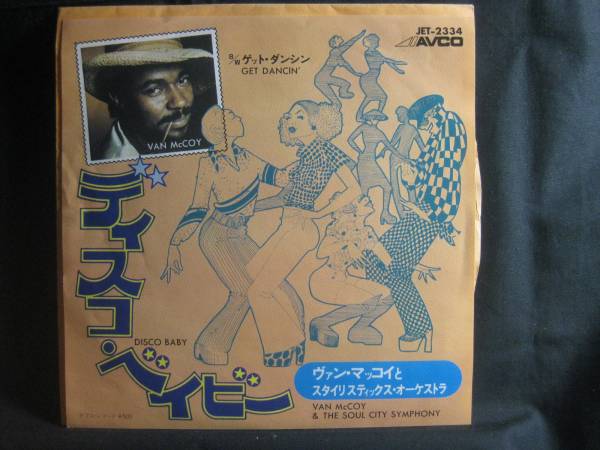 JET-2334
AVCO
B/W ゲット・ダンシン
GET DANCIN'
VAN McCOY
ディスコ・ベイビー
DISCO BABY
ヴァン・マッコイと
スタイリスティックス・オーケストラ
VAN McCOY
& THE SOUL CITY SYMPHONY
¥500